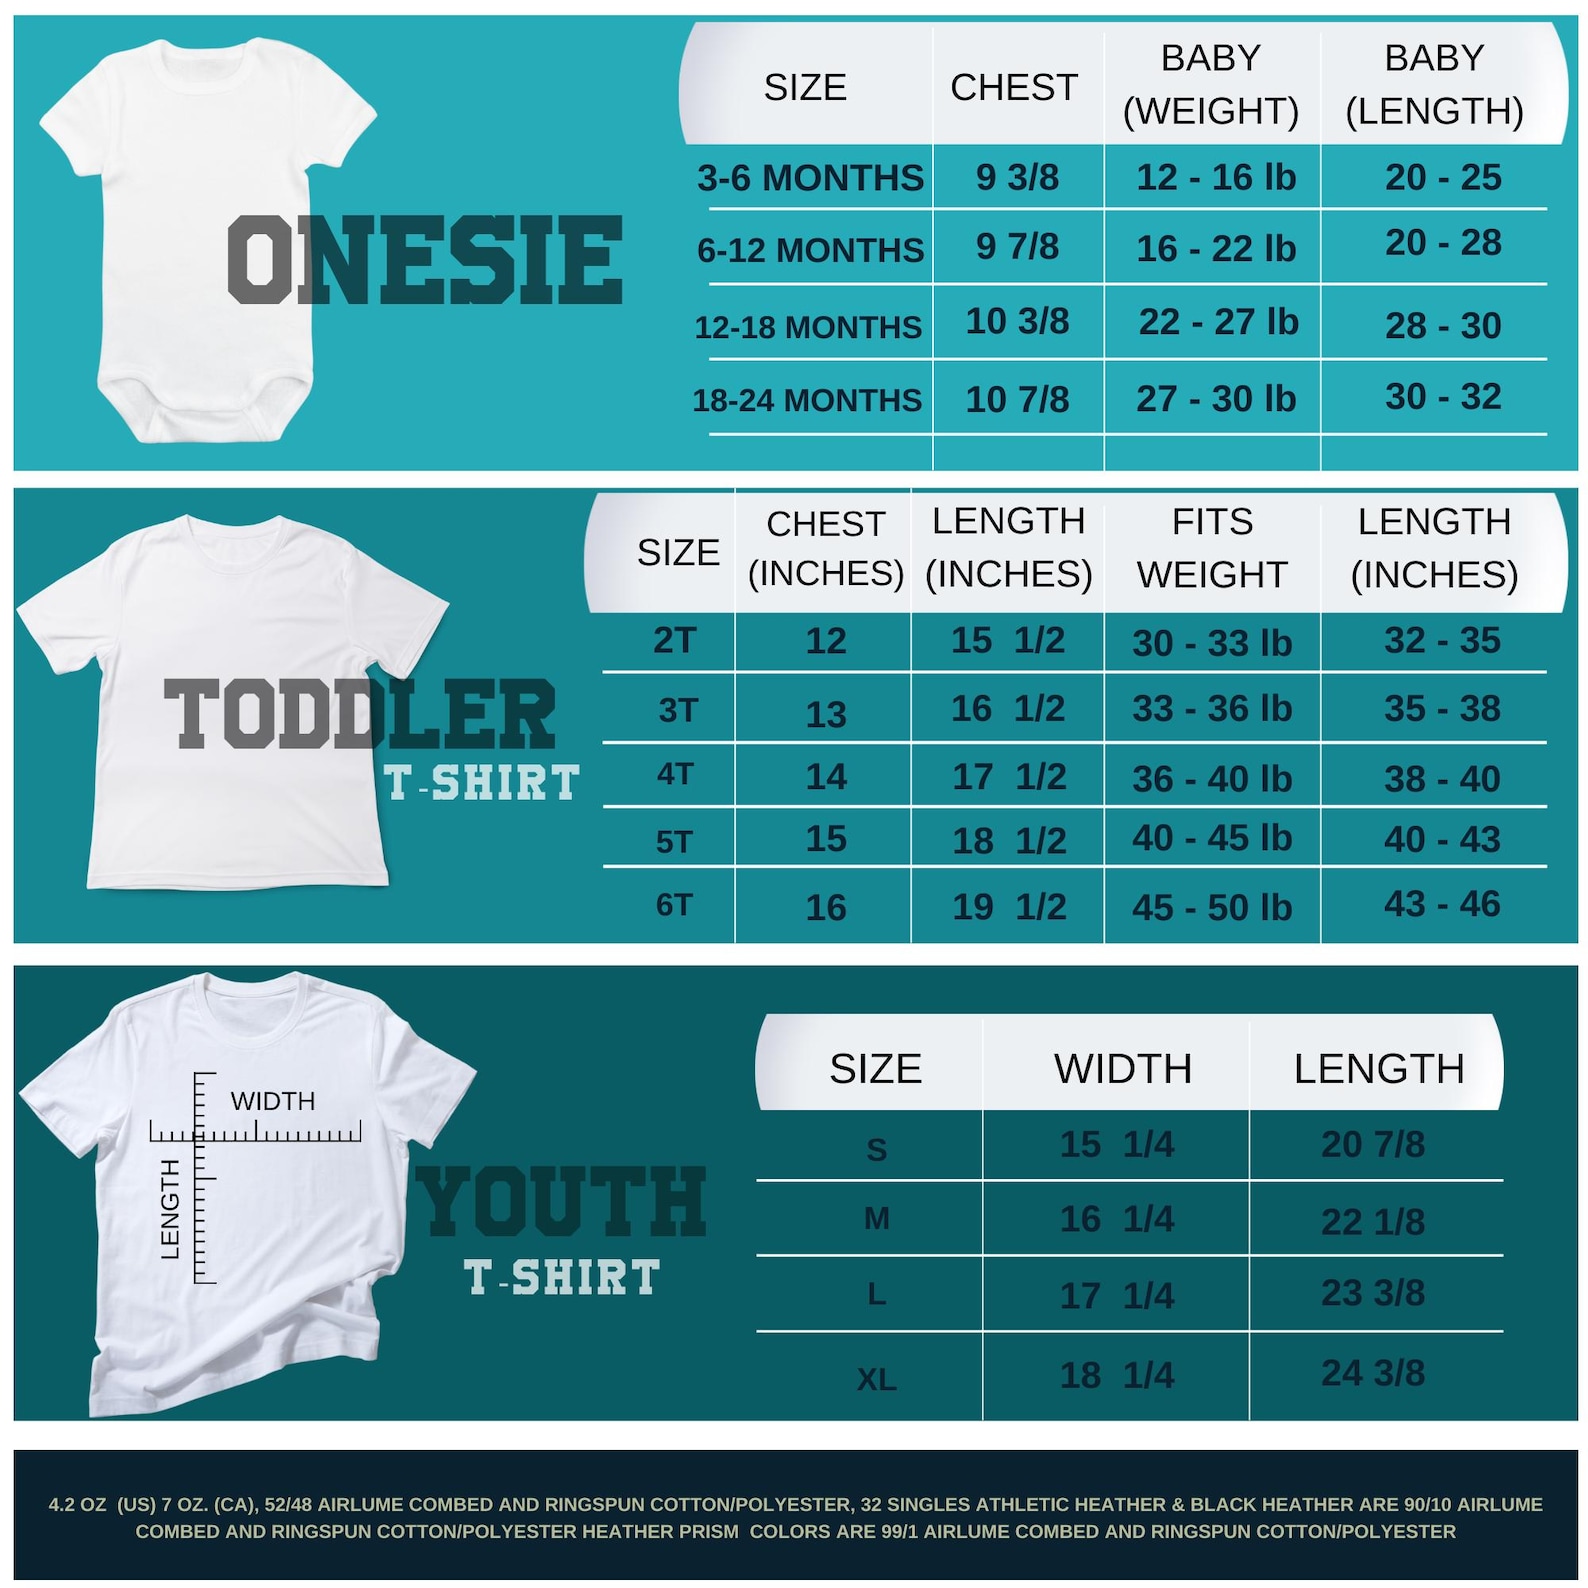 ONESIE
SIZE CHEST BABY (WEIGHT) BABY (LENGTH)
3-6 MONTHS 9 3/8 12 - 16 lb 20 - 25
6-12 MONTHS 9 7/8 16 - 22 lb 20 - 28
12-18 MONTHS 10 3/8 22 - 27 lb 28 - 30
18-24 MONTHS 10 7/8 27 - 30 lb 30 - 32
TODDLER
T-SHIRT
SIZE CHEST (INCHES) LENGTH (INCHES) FITS WEIGHT LENGTH (INCHES)
2T 12 15 1/2 30 - 33 lb 32 - 35
3T 13 16 1/2 33 - 36 lb 35 - 38
4T 14 17 1/2 36 - 40 lb 38 - 40
5T 15 18 1/2 40 - 45 lb 40 - 43
6T 16 19 1/2 45 - 50 lb 43 - 46
WIDTH
LENGTH
YOUTH
T-SHIRT
SIZE WIDTH LENGTH
S 15 1/4 20 7/8
M 16 1/4 22 1/8
L 17 1/4 23 3/8
XL 18 1/4 24 3/8
4.2 OZ (US) 7 OZ. (CA), 52/48 AIRLUME COMBED AND RINGSPUN COTTON/POLYESTER, 32 SINGLES ATHLETIC HEATHER & BLACK HEATHER ARE 90/10 AIRLUME
COMBED AND RINGSPUN COTTON/POLYESTER HEATHER PRISM COLORS ARE 99/1 AIRLUME COMBED AND RINGSPUN COTTON/POLYESTER